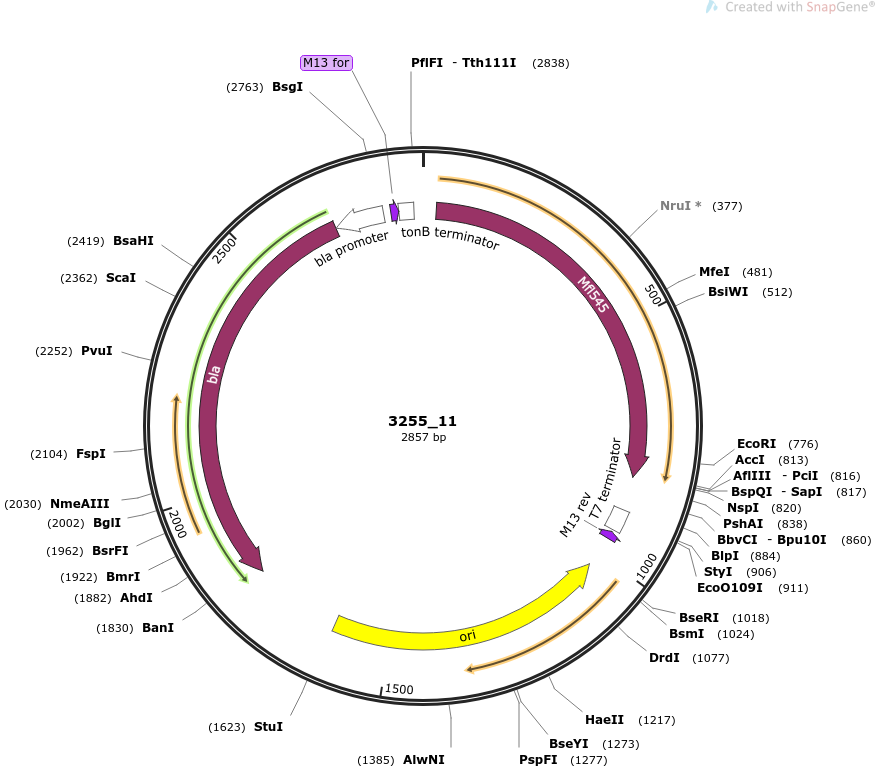 Created with SnapGene®
M13 for
PflFI - Tth111I (2838)
(2763) BsgI
NruI * (377)
(2419) BsaHI
(2362) ScaI
(2252) PvuI
(2104) FspI
(2030) NmeAIII
(2002) BglI
(1962) BsrFI
(1922) BmrI
(1882) AhdI
(1830) BanI
(1623) StuI
(1385) AlwNI
MfeI (481)
BsiWI (512)
EcoRI (776)
AccI (813)
AflIII - PciI (816)
BspQI - SapI (817)
NspI (820)
PshAI (838)
BbvCI - Bpu10I (860)
BlpI (884)
StyI (906)
EcoO109I (911)
BseRI (1018)
BsmI (1024)
DrdI (1077)
HaeII (1217)
BseYI (1273)
PspFI (1277)
500
1000
1500
2000
2500
bla promoter
tonB terminator
Mfl545
bla
T7 terminator
M13 rev
ori
3255_11
2857 bp